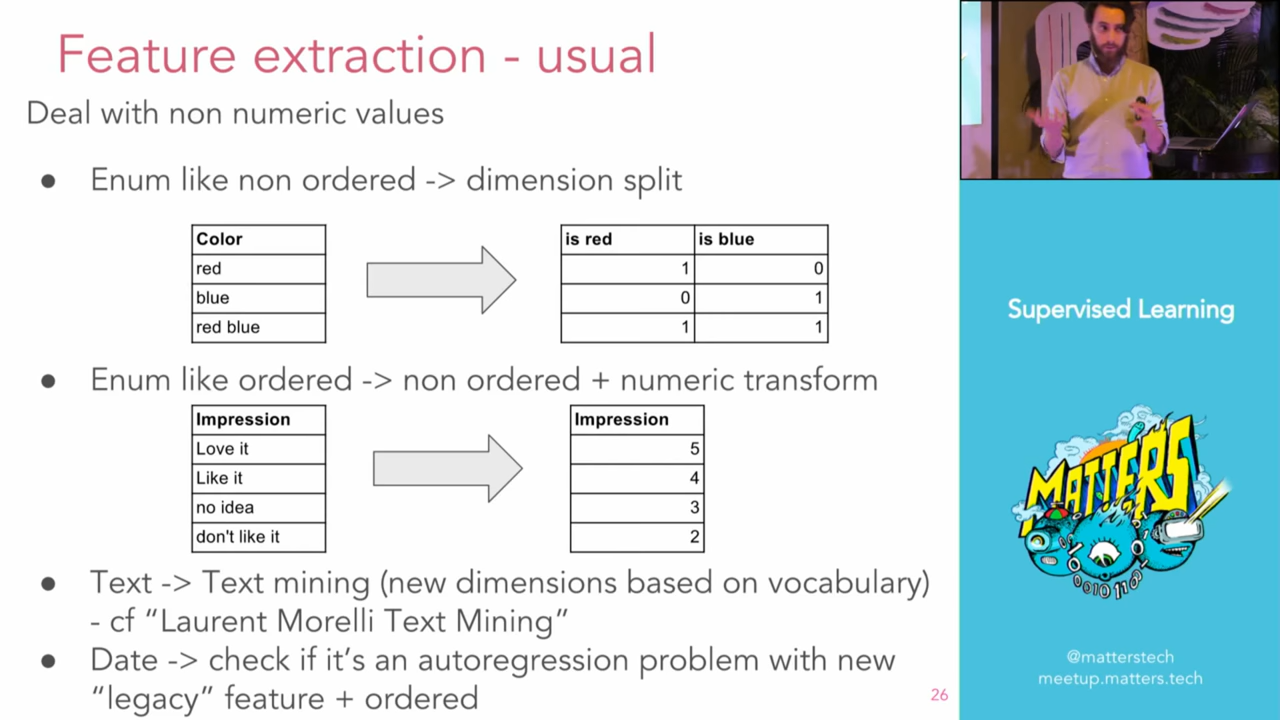 Feature extraction - usual
Deal with non numeric values
● Enum like non ordered -> dimension split
Color
red
blue
red blue
is red is blue
1 0
0 1
1 1
● Enum like ordered -> non ordered + numeric transform
Impression
Love it
Like it
no idea
don't like it
Impression
5
4
3
2
● Text -> Text mining (new dimensions based on vocabulary)
- cf “Laurent Morelli Text Mining”
● Date -> check if it’s an autoregression problem with new
“legacy” feature + ordered
26
Supervised Learning
MATTERS
@matterstech
meetup.matters.tech